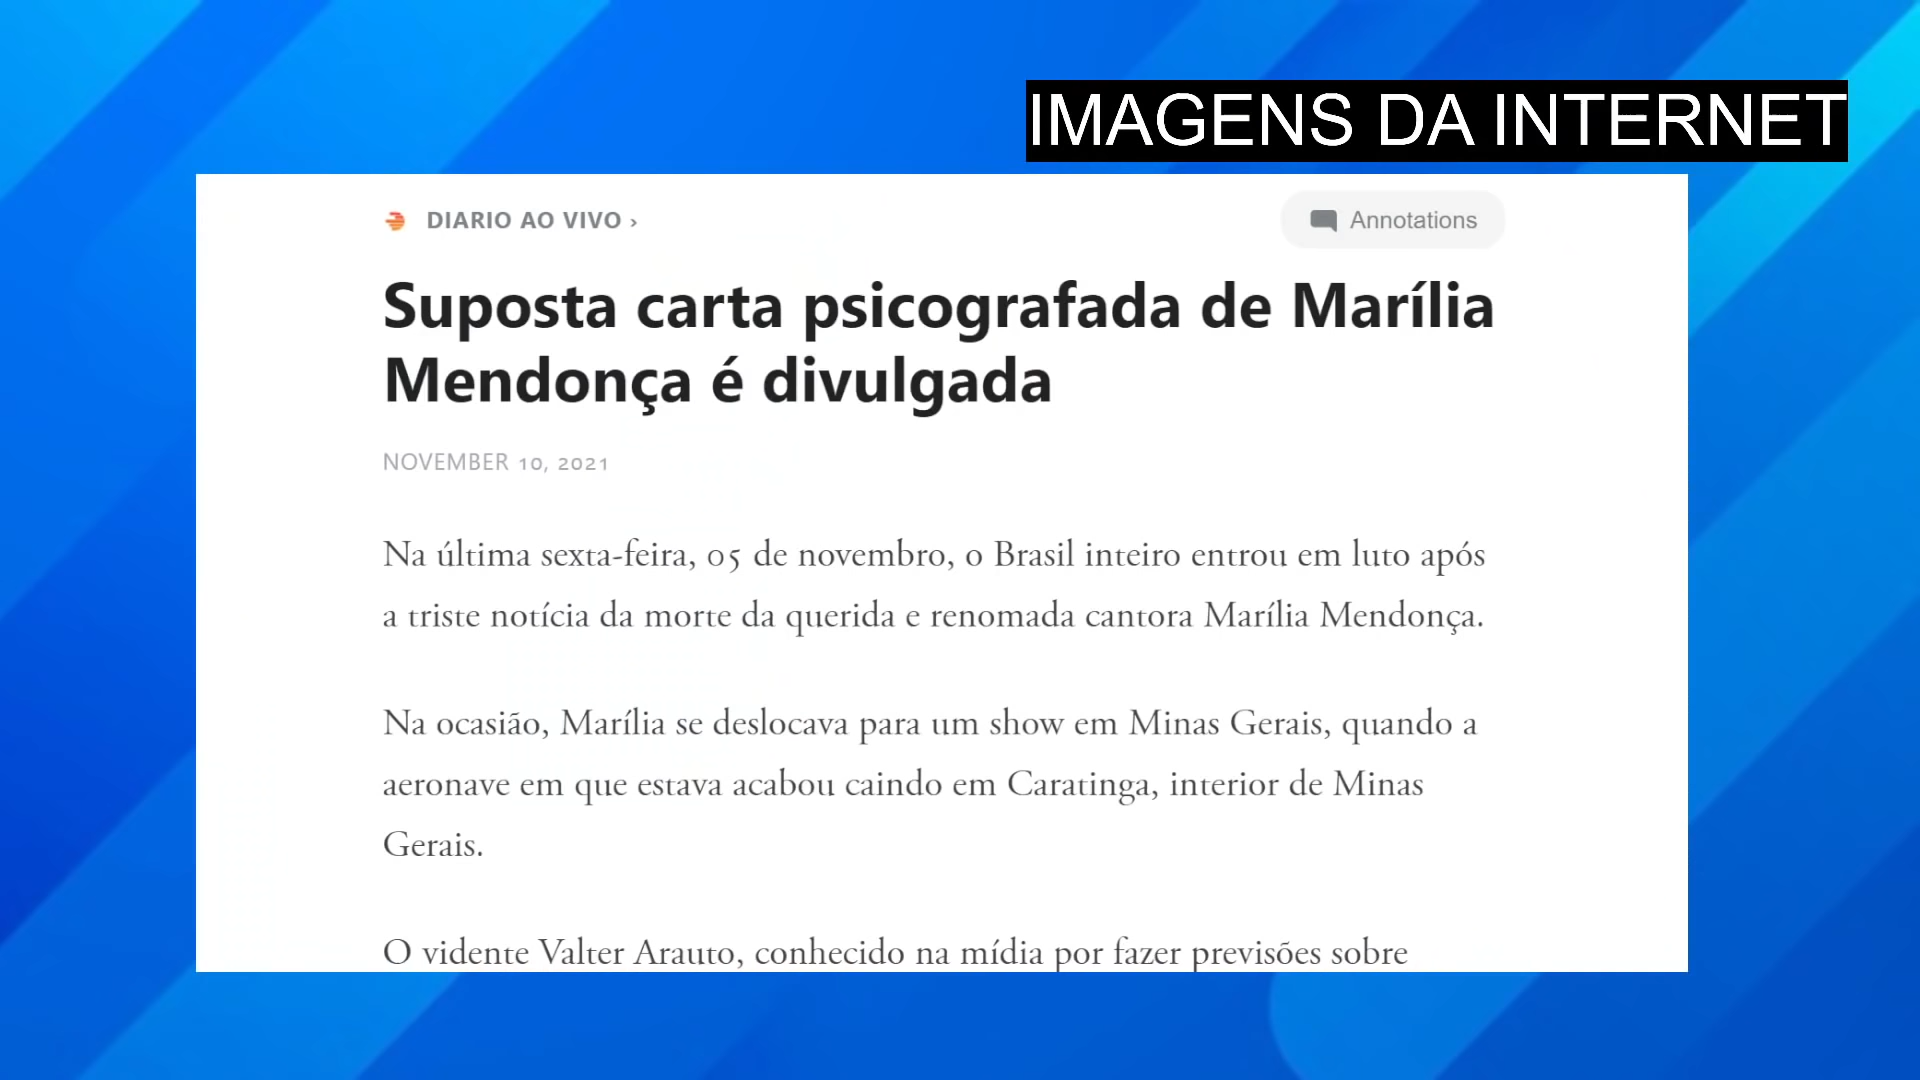 IMAGENS DA INTERNET
DIARIO AO VIVO ›
Annotations
Suposta carta psicografada de Marília
Mendonça é divulgada
NOVEMBER 10, 2021
Na última sexta-feira, 05 de novembro, o Brasil inteiro entrou em luto após
a triste notícia da morte da querida e renomada cantora Marília Mendonça.
Na ocasião, Marília se deslocava para um show em Minas Gerais, quando a
aeronave em que estava acabou caindo em Caratinga, interior de Minas
Gerais.
O vidente Valter Arauto, conhecido na mídia por fazer previsões sobre